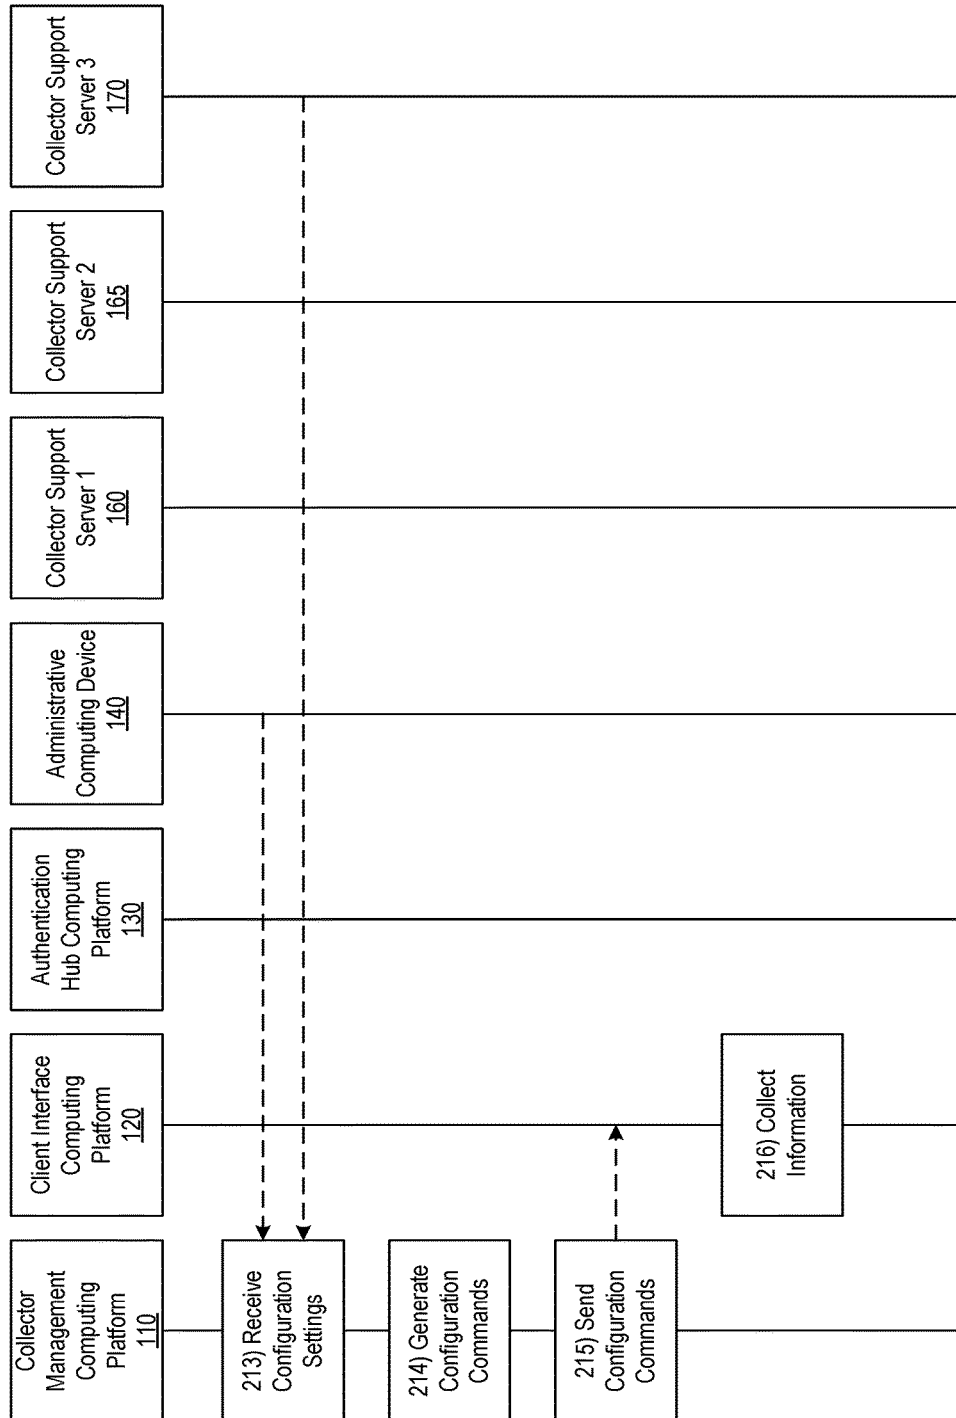 Collector
Management
Computing
Platform
110
Client Interface
Computing
Platform
120
Authentication
Hub Computing
Platform
130
Administrative
Computing Device
140
Collector Support
Server 1
160
Collector Support
Server 2
165
Collector Support
Server 3
170
213) Receive
Configuration
Settings
214) Generate
Configuration
Commands
215) Send
Configuration
Commands
216) Collect
Information